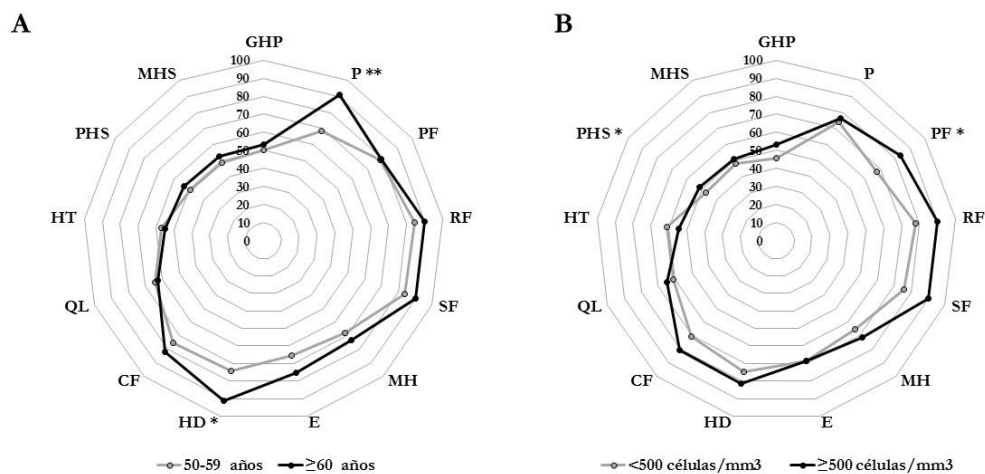 A
GHP
P **
PF
RF
SF
MH
E
HD *
CF
QL
HT
PHS
MHS
100
90
80
70
60
50
40
30
20
10
0
50-59 años
≥60 años
B
GHP
P
PF *
RF
SF
MH
E
HD
CF
QL
HT
PHS *
MHS
100
90
80
70
60
50
40
30
20
10
0
<500 células/mm3
≥500 células/mm3